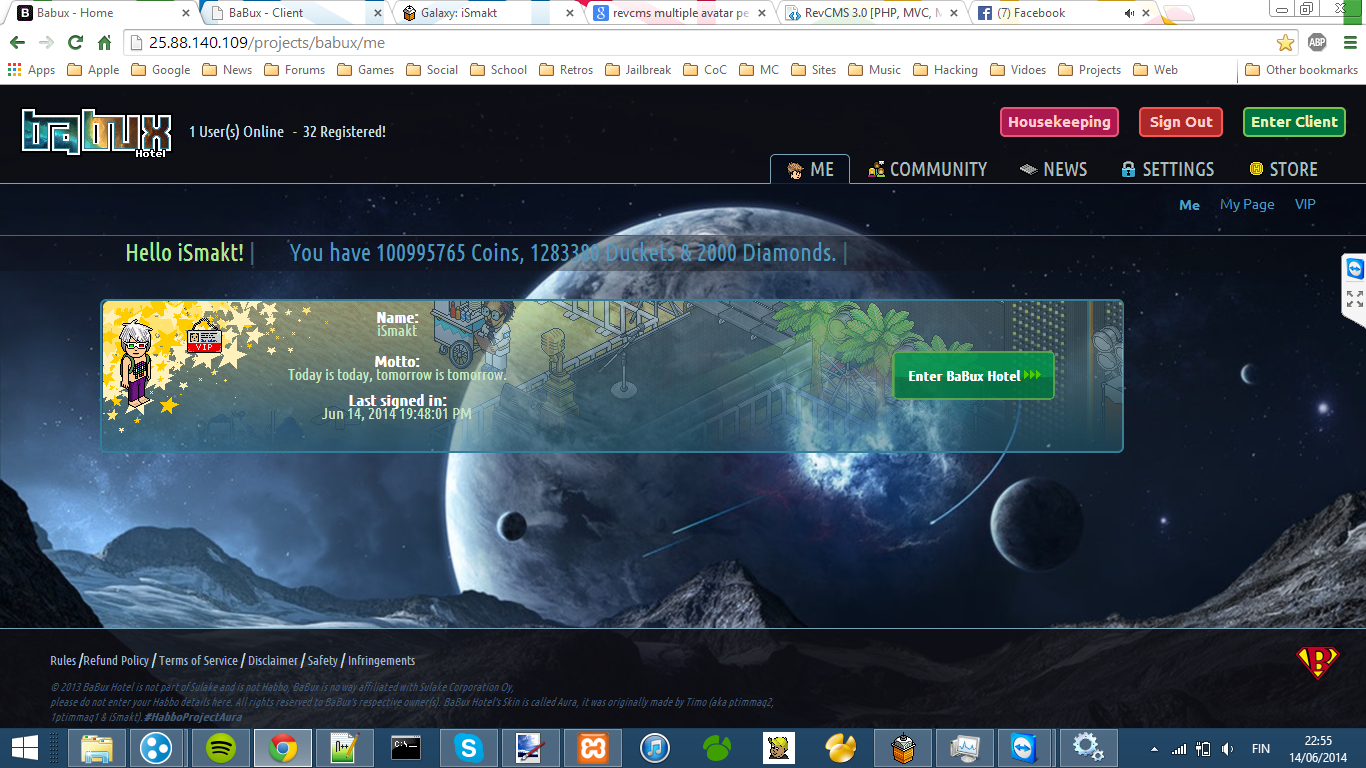 Babux - Home
BaBux - Client
Galaxy: iSmakt
revcms multiple avatar pe
RevCMS 3.0 [PHP, MVC, M
(7) Facebook
25.88.140.109/projects/babux/me
ABP
Apps Apple Google News Forums Games Social School Retros Jailbreak CoC MC Sites Music Hacking Vidoes Projects Web Other bookmarks
babux
Hotel
1 User(s) Online - 32 Registered!
Housekeeping Sign Out Enter Client
ME COMMUNITY NEWS SETTINGS STORE
Me My Page VIP
Hello iSmakt! | You have 100995765 Coins, 1283380 Duckets & 2000 Diamonds. |
VIP
Name:
iSmakt
Motto:
Today is today, tomorrow is tomorrow.
Last signed in:
Jun 14, 2014 19:48:01 PM
Enter BaBux Hotel
Rules /Refund Policy / Terms of Service / Disclaimer / Safety / Infringements
© 2013 BaBux Hotel is not part of Sulake and is not Habbo, BaBux is no way affiliated with Sulake Corporation Oy,
please do not enter your Habbo details here. All rights reserved to BaBux's respective owner(s). BaBux Hotel's Skin is called Aura, it was originally made by Timo (aka ptimmaq2,
1ptimmaq1 & iSmakt). #HabboProjectAura
B
FIN
22:55
14/06/2014